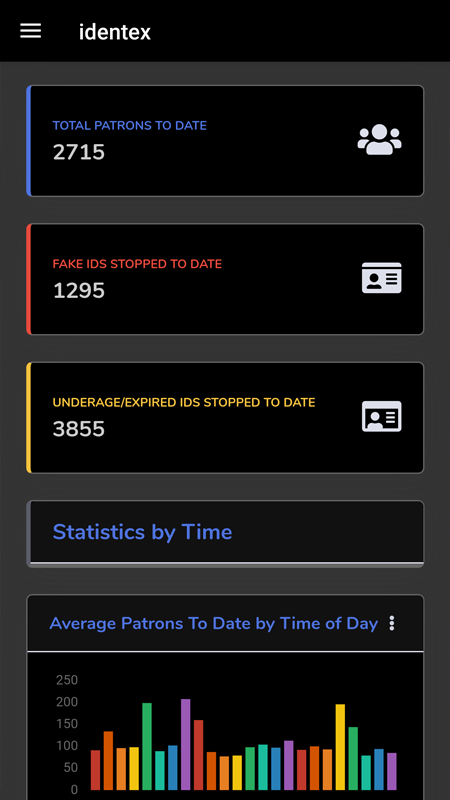 identex
TOTAL PATRONS TO DATE
2715
FAKE IDS STOPPED TO DATE
1295
UNDERAGE/EXPIRED IDS STOPPED TO DATE
3855
Statistics by Time
Average Patrons To Date by Time of Day
250
200
150
100
50
0